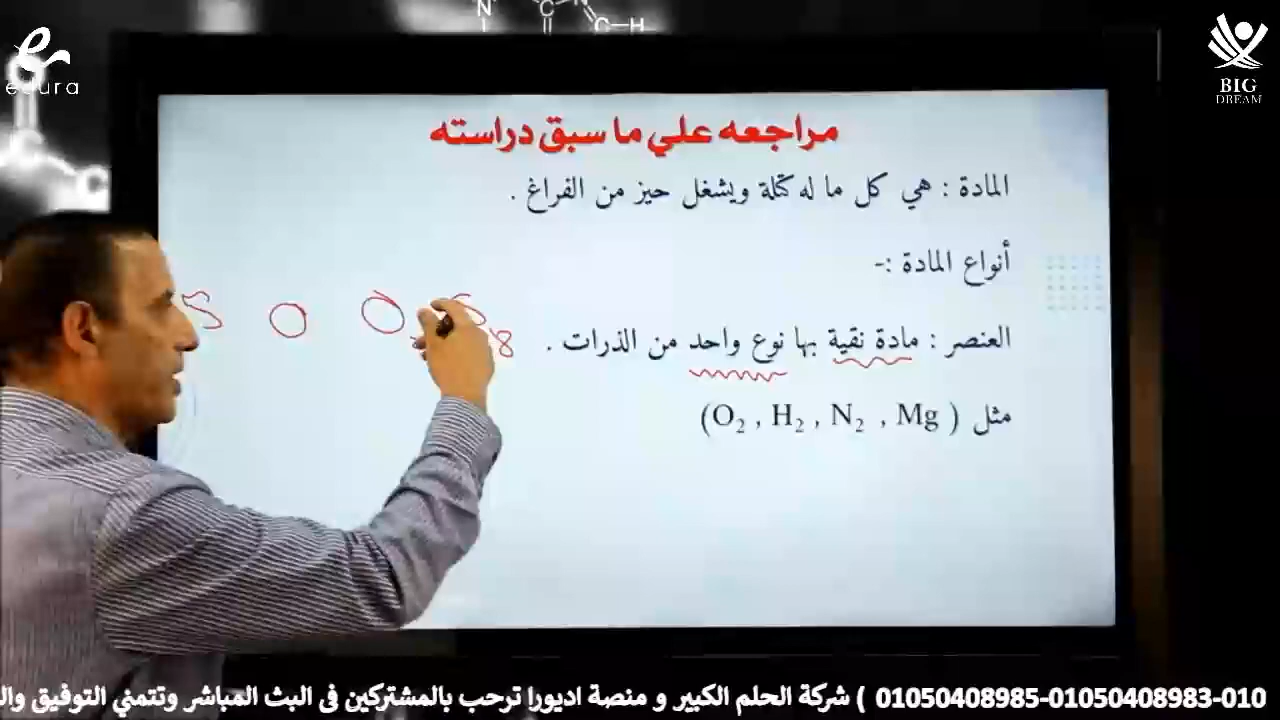 N C N C H
edura
BIG
DREAM
مراجعه علي ما سبق دراسته
المادة : هي كل ما له كتلة ويشغل حيز من الفراغ .
أنواع المادة :-
العنصر : مادة نقية بها نوع واحد من الذرات .
S O O S 8
مثل ( O₂ , H₂ , N₂ , Mg)
01050408985-01050408983-010 ) شركة الحلم الكبير و منصة اديورا ترحب بالمشتركين فى البث المباشر وتتمني التوفيق